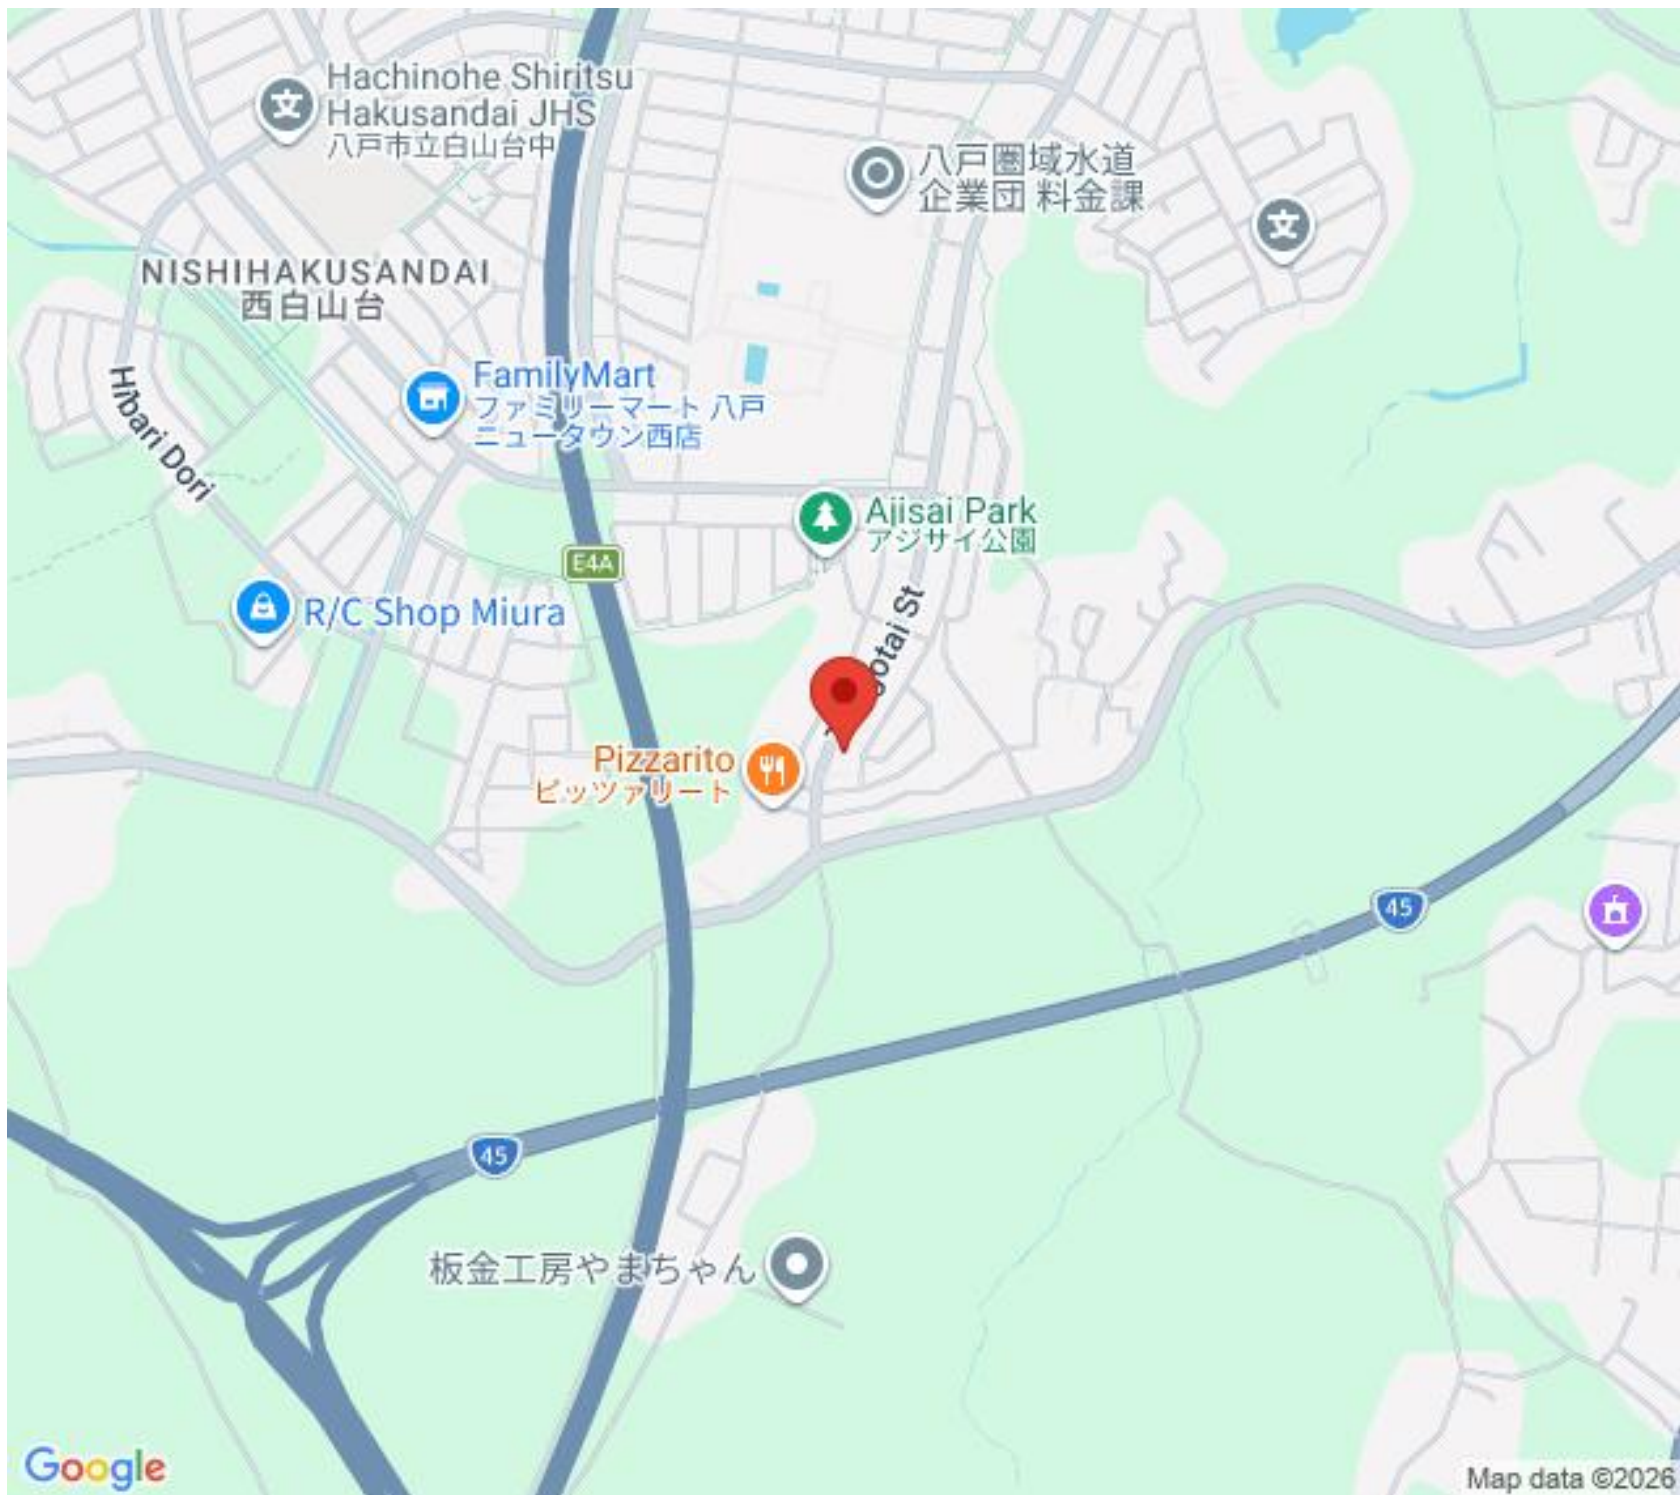 Hachinohe Shiritsu
Hakusandai JHS
八戸市立白山台中
八戸圏域水道
企業団 料金課
文
文
NISHIHAKUSANDAI
西白山台
Hibari Dori
FamilyMart
ファミリーマート 八戸
ニュータウン西店
Ajisai Park
アジサイ公園
E4A
R/C Shop Miura
otai St
Pizzarito
ピッツァリート
45
45
板金工房やまちゃん
Google
Map data ©2026